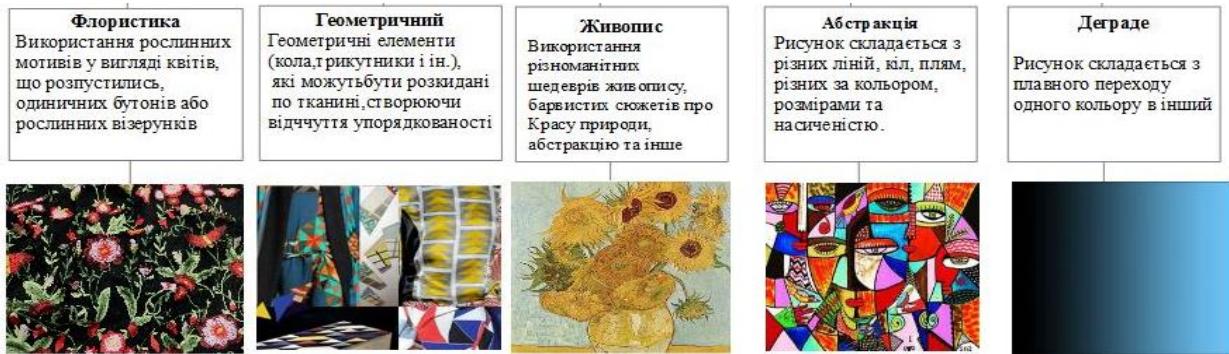 Флористика
Використання рослинних
мотивів у вигляді квітів,
що розпустились,
одиничних бутонів або
рослинних візерунків
Геометричний
Геометричні елементи
(кола,трикутники і ін.),
які можутьбути розкидані
по тканині,створюючи
відччуття упорядкованості
Живопис
Використання
різноманітних
шедеврів живопису,
барвистих сюжетів про
Красу природи,
абстракцію та інше
Абстракція
Рисунок складається з
різних ліній, кіл, плям,
різних за кольором,
розмірами та
насиченістю.
Деграде
Рисунок складається з
плавного переходу
одного кольору в інший